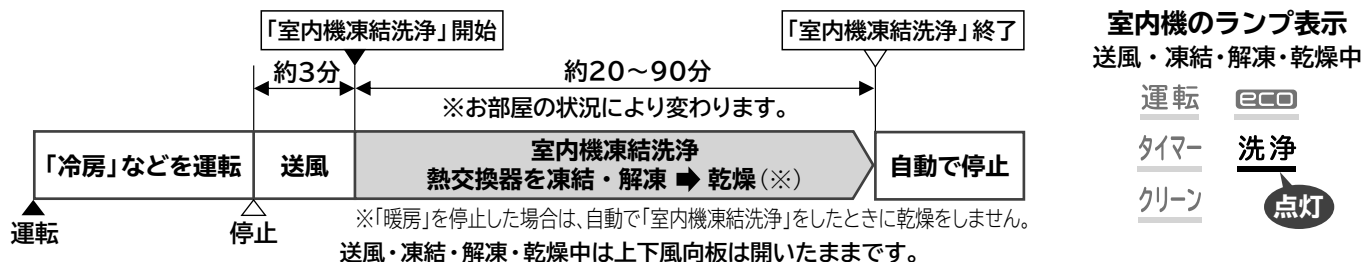 「室内機凍結洗浄」開始
「室内機凍結洗浄」終了
約3分
約20～90分
※お部屋の状況により変わります。
「冷房」などを運転
送風
室内機凍結洗浄
熱交換器を凍結・解凍 ➡ 乾燥(※)
自動で停止
運転
停止
※「暖房」を停止した場合は、自動で「室内機凍結洗浄」をしたときに乾燥をしません。
送風・凍結・解凍・乾燥中は上下風向板は開いたままです。
室内機のランプ表示
送風・凍結・解凍・乾燥中
運転 eco
タイマー 洗浄
クリーン 点灯